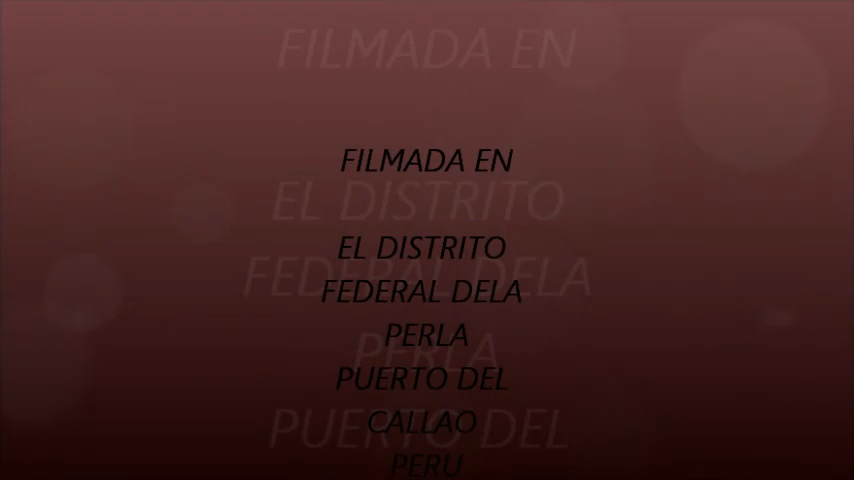 FILMADA EN
EL DISTRITO
FEDERAL DELA
PERLA
PUERTO DEL
CALLAO
PERU